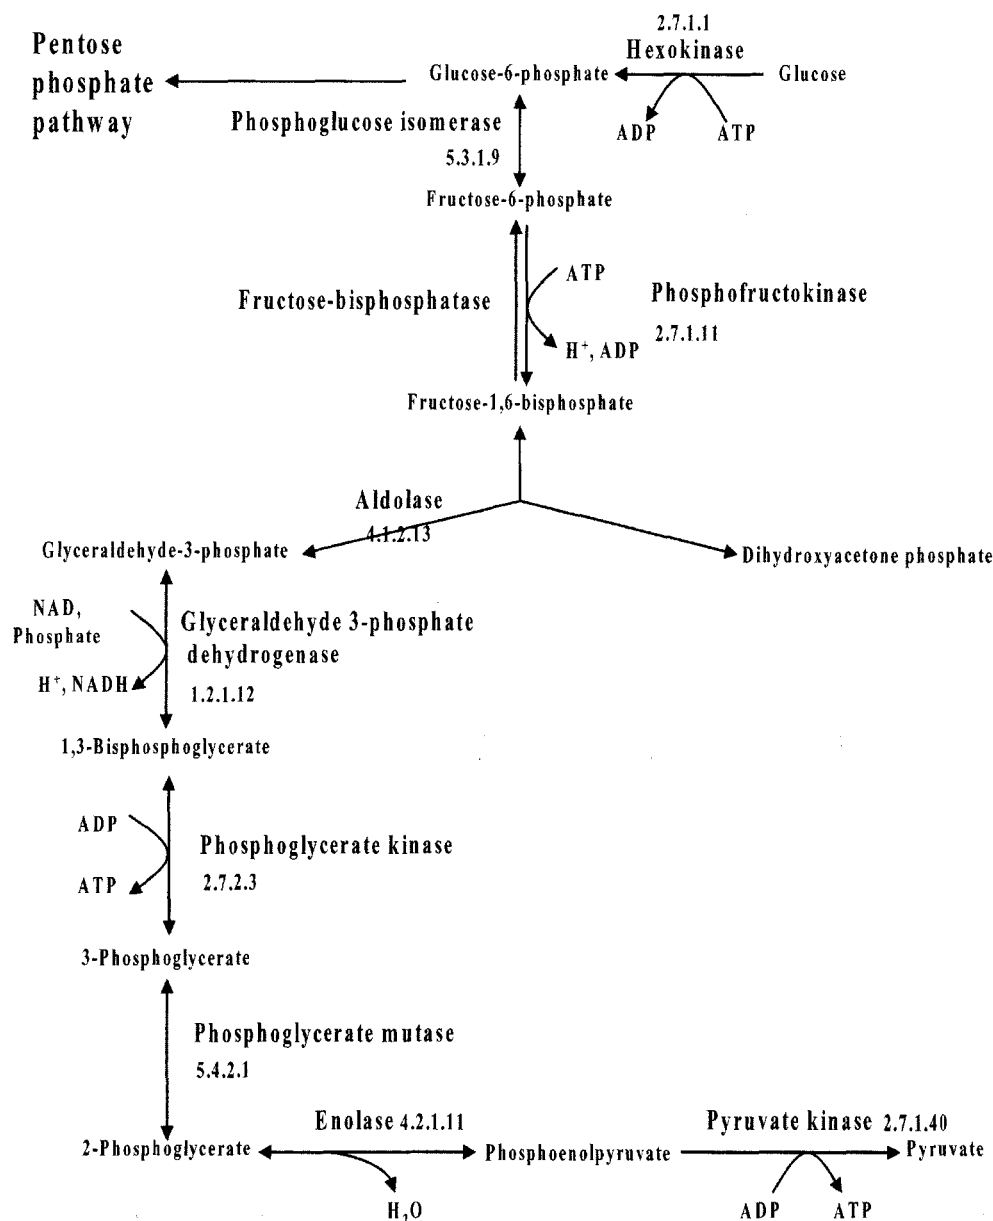 2.7.1.1
Pentose
phosphate
pathway
Hexokinase
Glucose-6-phosphate
Glucose
ADP
ATP
Phosphoglucose isomerase
5.3.1.9
Fructose-6-phosphate
ATP
Fructose-bisphosphatase
Phosphofructokinase
2.7.1.11
H⁺, ADP
Fructose-1,6-bisphosphate
Aldolase
4.1.2.13
Glyceraldehyde-3-phosphate
Dihydroxyacetone phosphate
NAD,
Phosphate
Glyceraldehyde 3-phosphate
dehydrogenase
H⁺, NADH
1.2.1.12
1,3-Bisphosphoglycerate
ADP
Phosphoglycerate kinase
ATP
2.7.2.3
3-Phosphoglycerate
Phosphoglycerate mutase
5.4.2.1
Enolase 4.2.1.11
Pyruvate kinase 2.7.1.40
2-Phosphoglycerate
Phosphoenolpyruvate
Pyruvate
H₂O
ADP
ATP